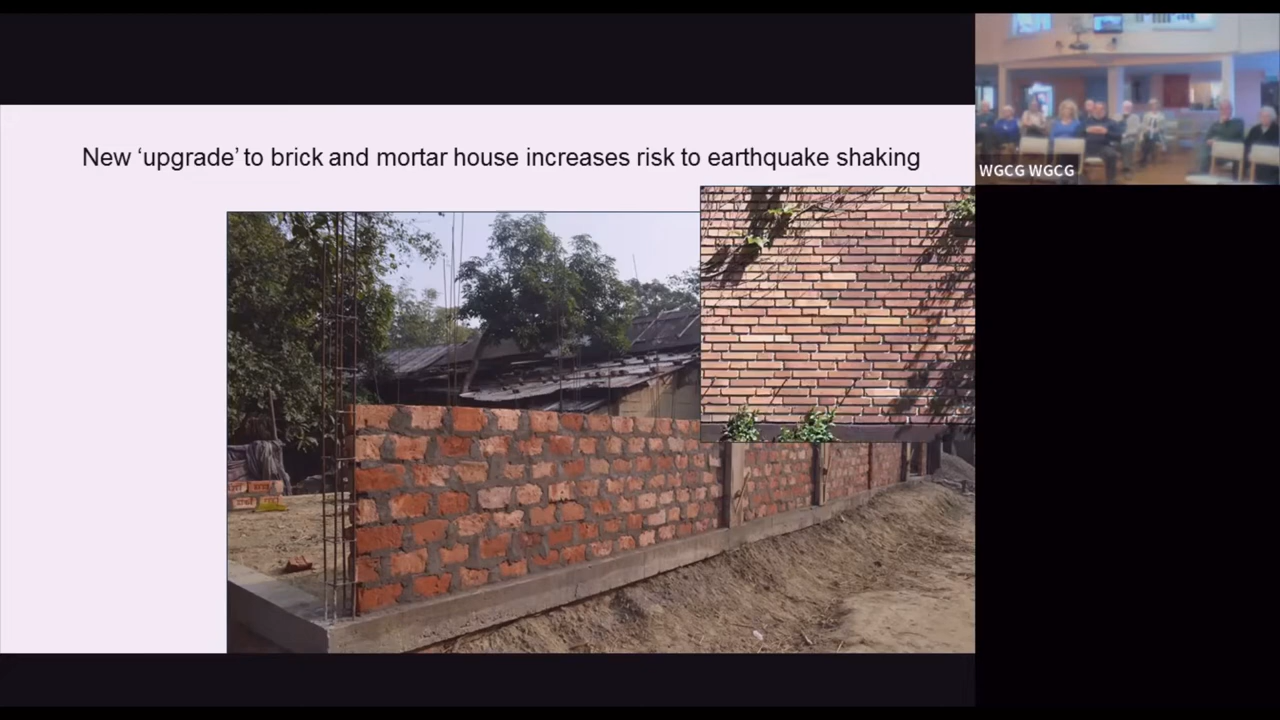 New ‘upgrade’ to brick and mortar house increases risk to earthquake shaking
WGCG WGCG